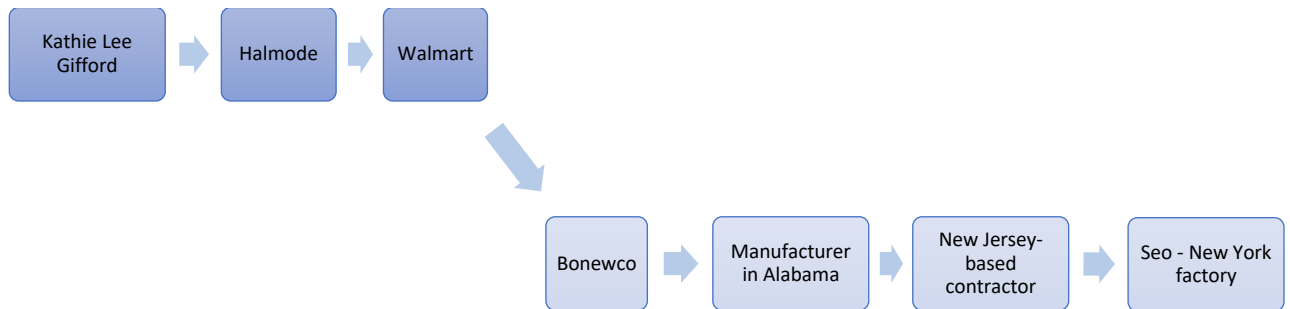 Kathie Lee
Gifford
Halmode
Walmart
Bonewco
Manufacturer
in Alabama
New Jersey-
based
contractor
Seo - New York
factory